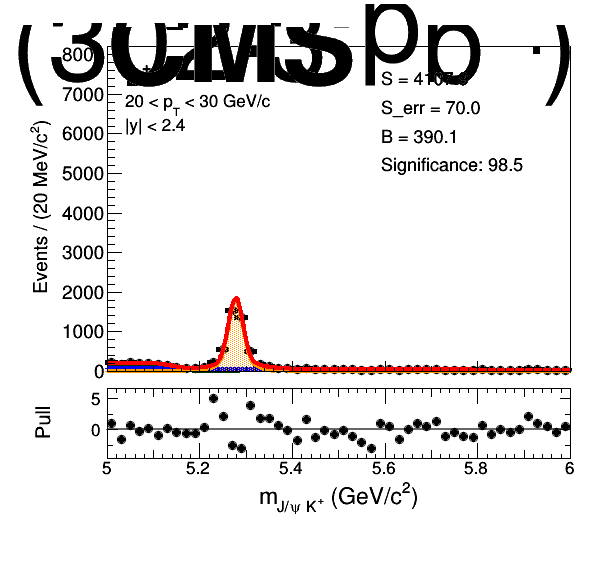 CMS
20 < p_T < 30 GeV/c
|y| < 2.4
S_err = 70.0
B = 390.1
Significance: 98.5
Events / (20 MeV/c²)
7000
6000
5000
4000
3000
2000
1000
0
Pull
5
0
5 5.2 5.4 5.6 5.8 6
m_{J/ψ K⁺} (GeV/c²)